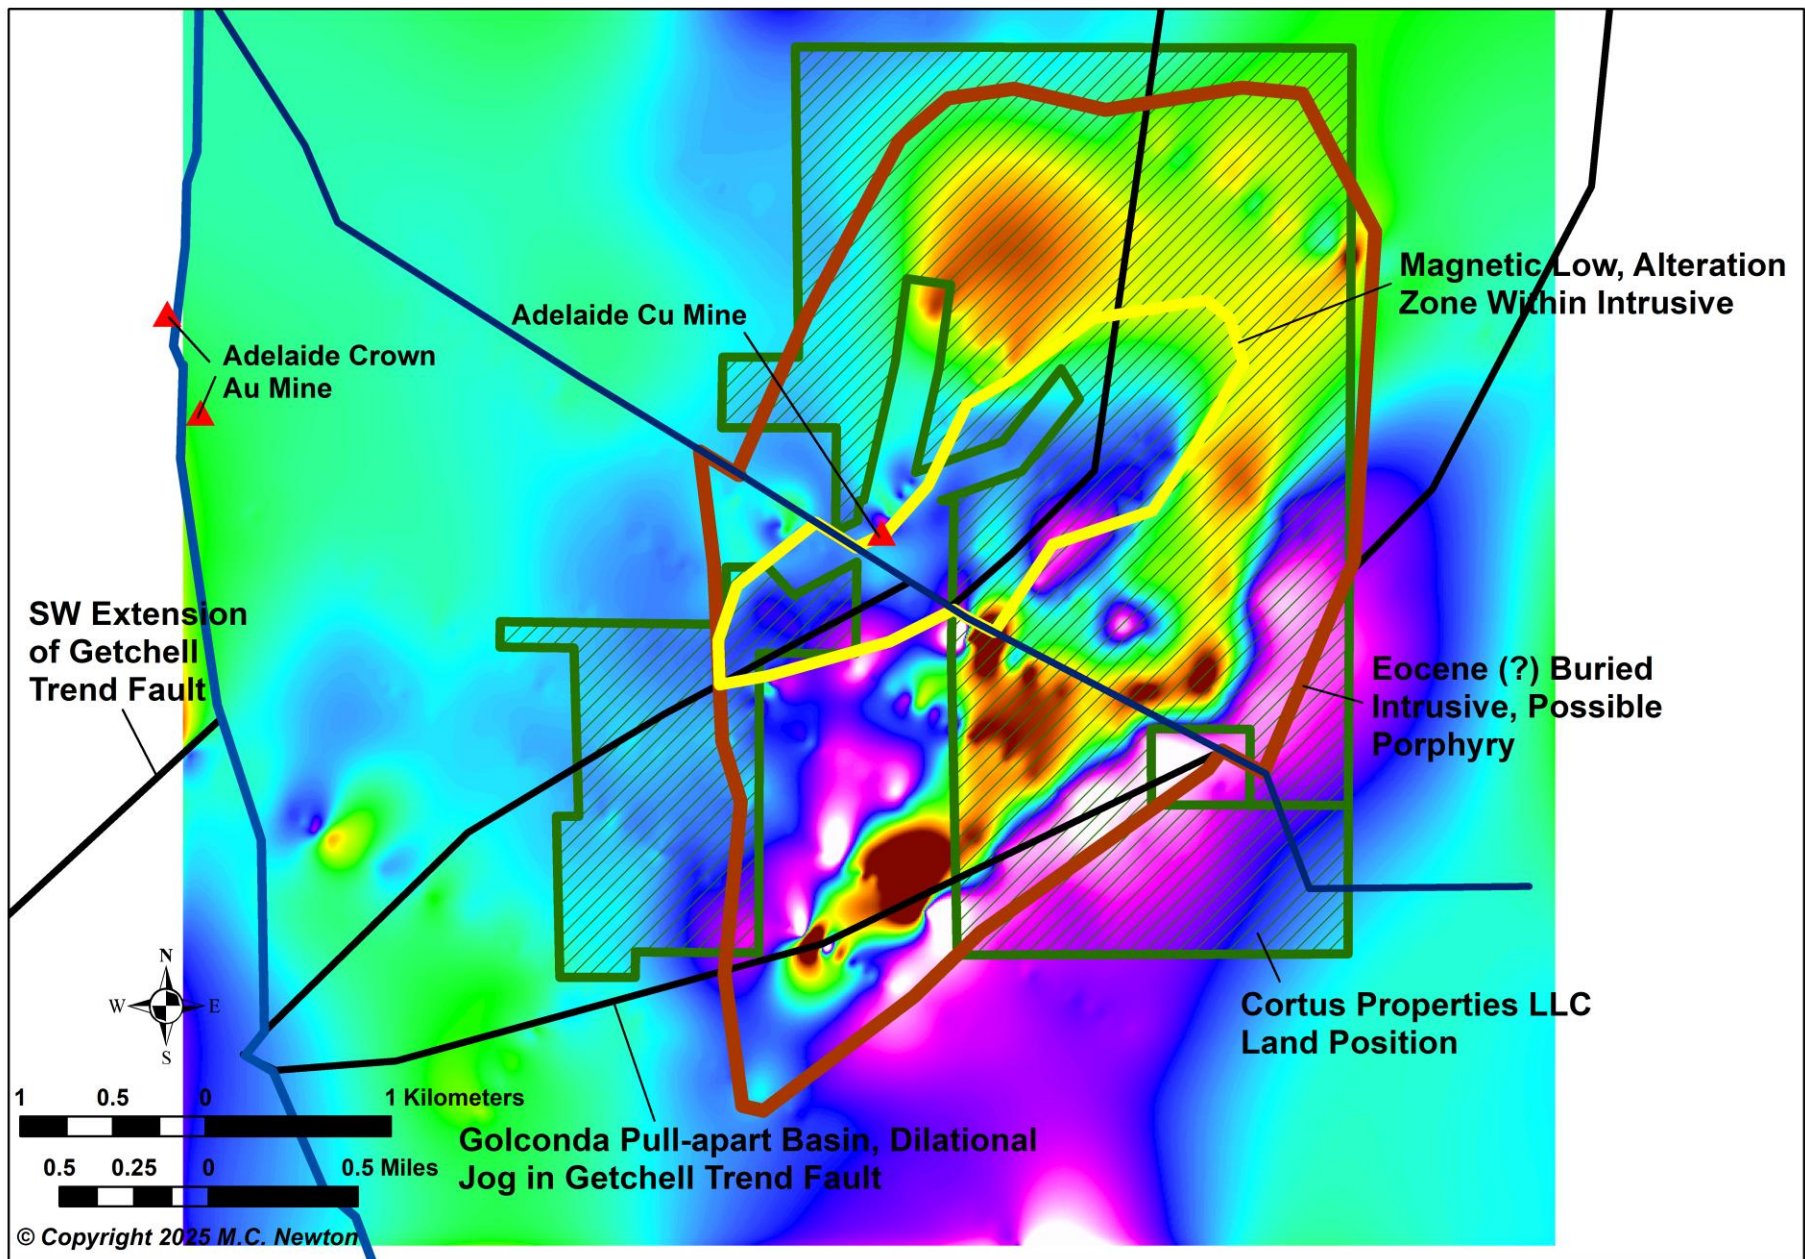 Magnetic Low, Alteration
Zone Within Intrusive
Adelaide Cu Mine
Adelaide Crown
Au Mine
SW Extension
of Getchell
Trend Fault
Eocene (?) Buried
Intrusive, Possible
Porphyry
N
W E
S
Cortus Properties LLC
Land Position
1 0.5 0 1 Kilometers
Golconda Pull-apart Basin, Dilational
Jog in Getchell Trend Fault
0.5 0.25 0 0.5 Miles
© Copyright 2025 M.C. Newton